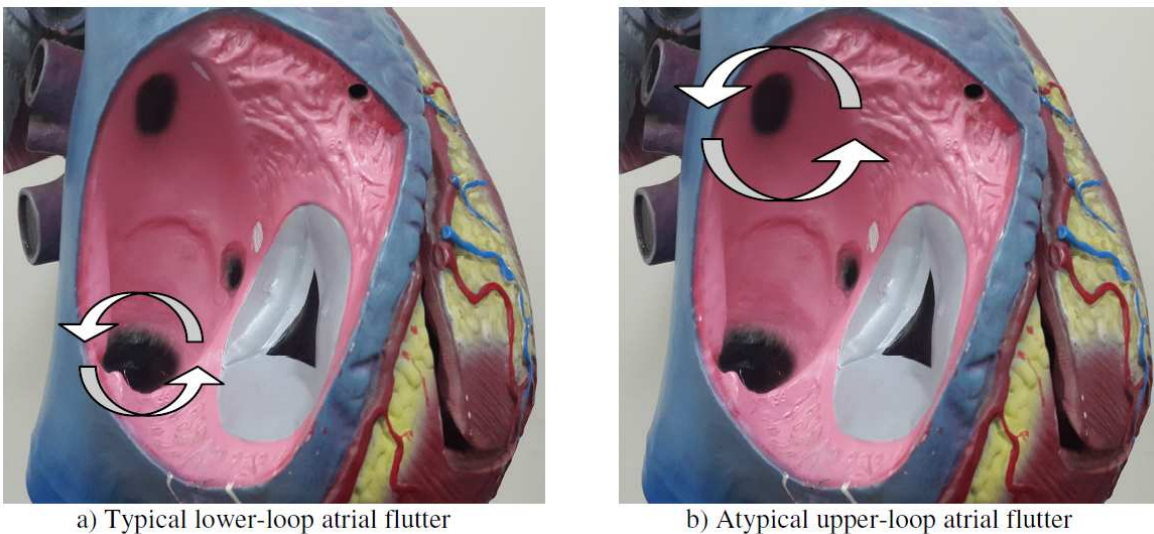 a) Typical lower-loop atrial flutter
b) Atypical upper-loop atrial flutter